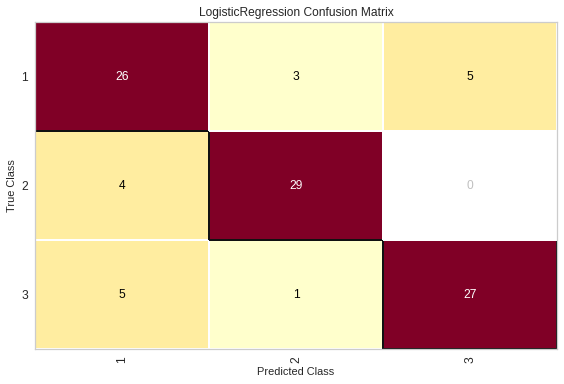 LogisticRegression Confusion Matrix
True Class
1 26 3 5
2 4 29 0
3 5 1 27
1 2 3
Predicted Class